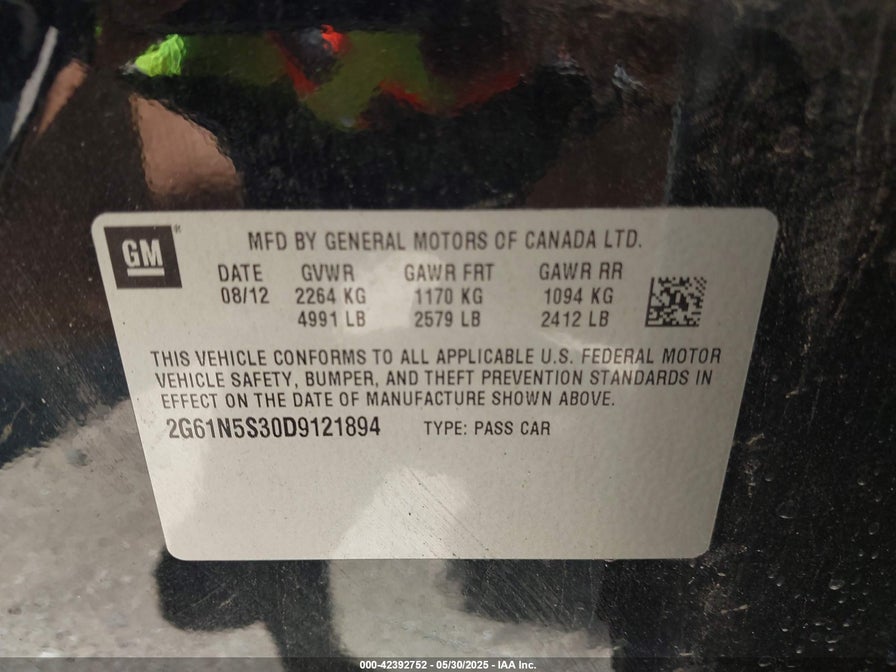 GM ®
MFD BY GENERAL MOTORS OF CANADA LTD.
DATE GVWR GAWR FRT GAWR RR
08/12 2264 KG 1170 KG 1094 KG
4991 LB 2579 LB 2412 LB
THIS VEHICLE CONFORMS TO ALL APPLICABLE U.S. FEDERAL MOTOR
VEHICLE SAFETY, BUMPER, AND THEFT PREVENTION STANDARDS IN
EFFECT ON THE DATE OF MANUFACTURE SHOWN ABOVE.
2G61N5S30D9121894 TYPE: PASS CAR
000-42392752 - 05/30/2025 - IAA Inc.